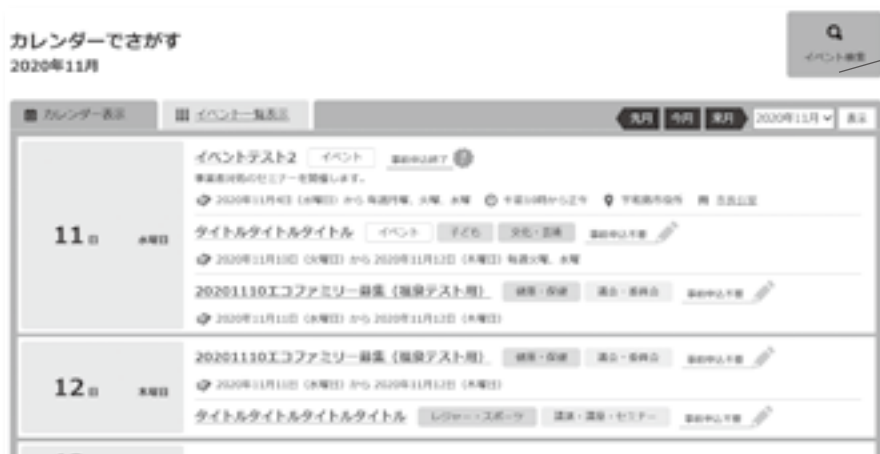 カレンダーでさがす
2020年11月
イベント検索
カレンダー表示
イベント一覧表示
先月 今月 来月 2020年11月 表示
11日 水曜日
イベントテスト2 イベント 事前申込終了
事業者対処のセミナーを開催します。
2020年11月4日 (水曜日) から 毎週月曜、火曜、水曜 午前10時から正午
タイトルタイトルタイトル イベント 子ども 文化・芸術 事前申込不要
2020年11月10日 (火曜日) から 2020年11月12日 (木曜日) 毎週火曜、水曜
20201110エコファミリー募集 (福泉テスト用) 健康・保健 議会・委員会 事前申込不要
2020年11月11日 (水曜日) から 2020年11月12日 (木曜日)
12日 木曜日
20201110エコファミリー募集 (福泉テスト用) 健康・保健 議会・委員会 事前申込不要
2020年11月11日 (水曜日) から 2020年11月12日 (木曜日)
タイトルタイトルタイトルタイトル レジャー・スポーツ 講演・講座・セミナー 事前申込不要